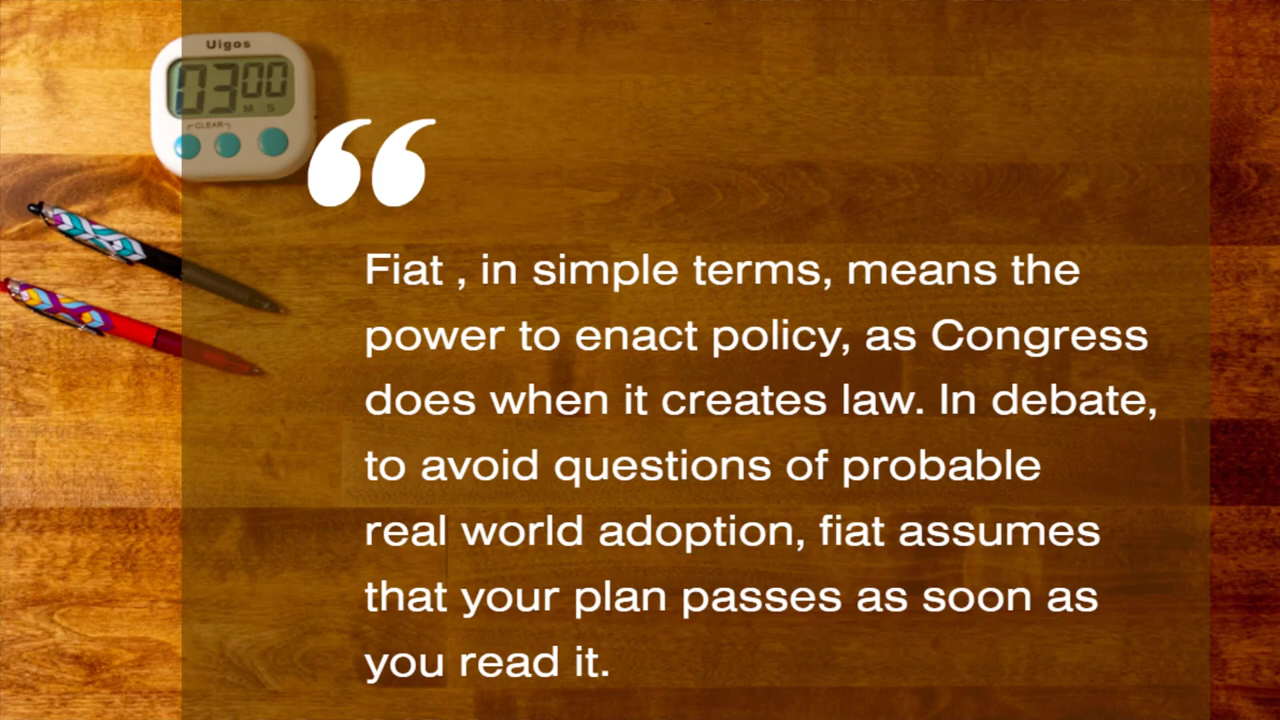 Uigos
03 00
M S
CLEAR
“
Fiat , in simple terms, means the
power to enact policy, as Congress
does when it creates law. In debate,
to avoid questions of probable
real world adoption, fiat assumes
that your plan passes as soon as
you read it.